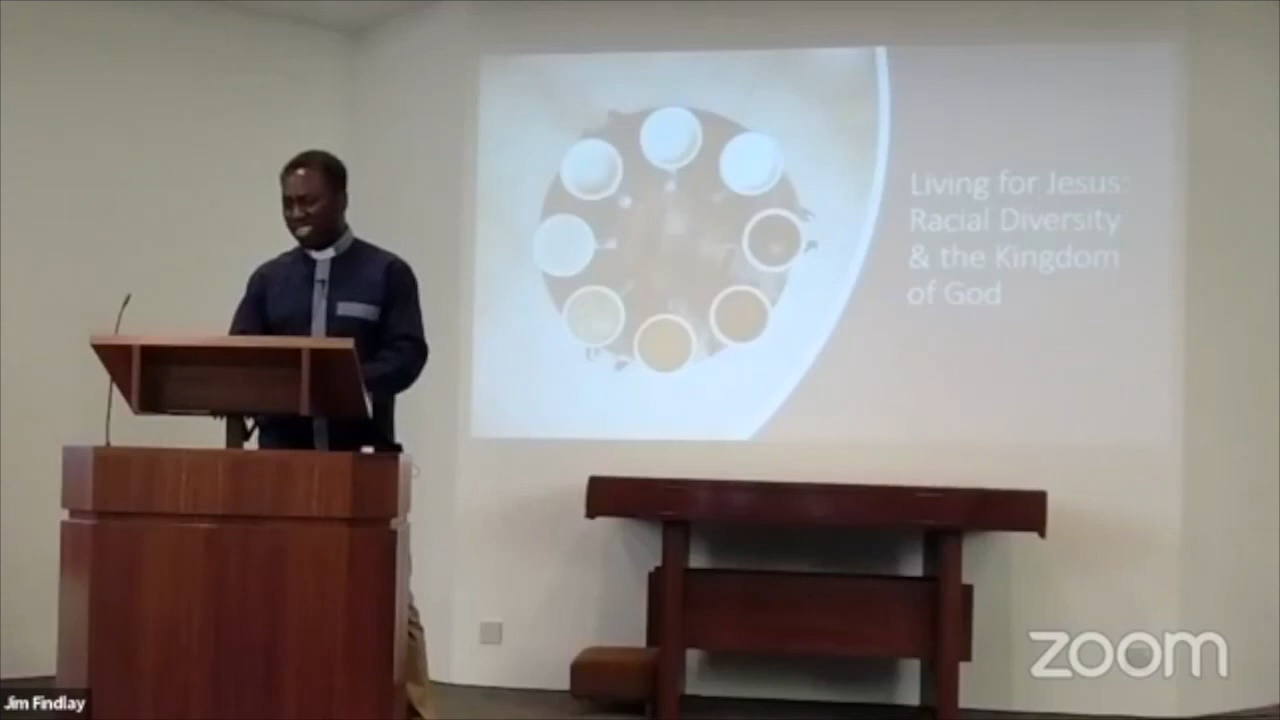 Living for Jesus:
Racial Diversity
& the Kingdom
of God
zoom
Jim Findlay